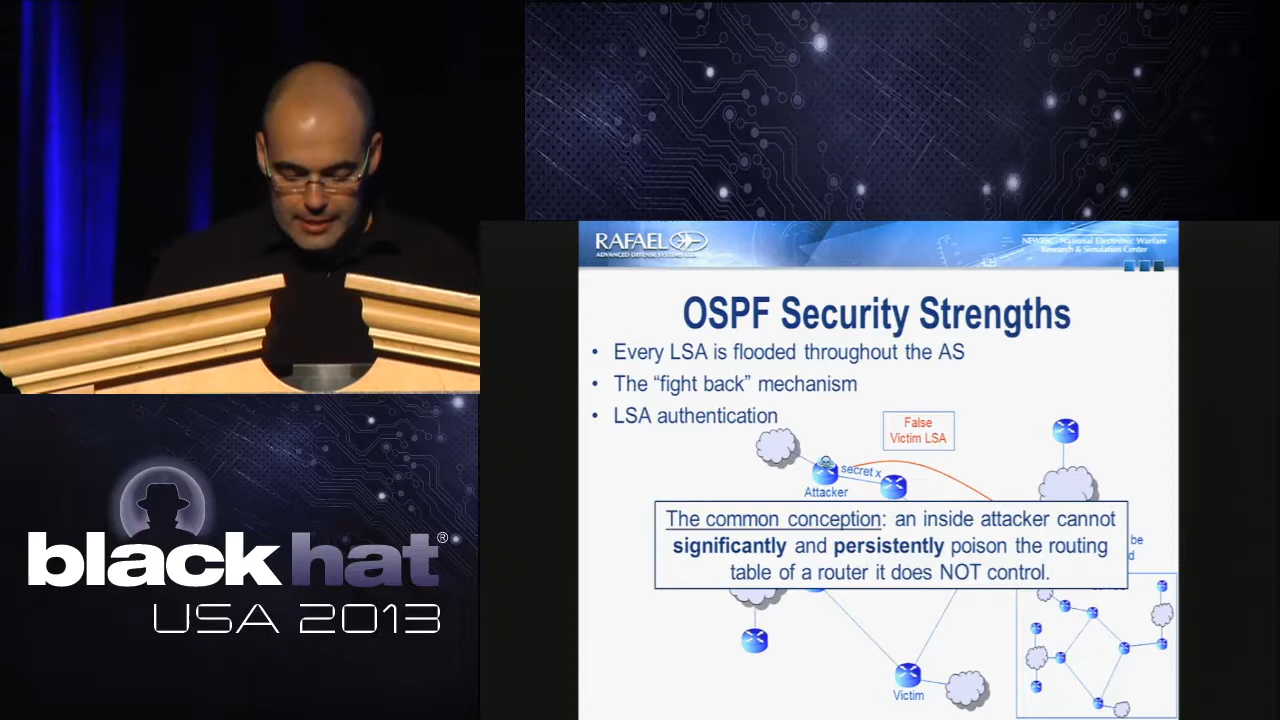 RAFAEL
ADVANCED DEFENSE SYSTEMS LTD.
NEWRSC - National Electronic Warfare
Research & Simulation Center
OSPF Security Strengths
• Every LSA is flooded throughout the AS
• The “fight back” mechanism
• LSA authentication
False
Victim LSA
secret x
Attacker
The common conception: an inside attacker cannot
significantly and persistently poison the routing
table of a router it does NOT control.
be
d
Victim
black hat®
USA 2013